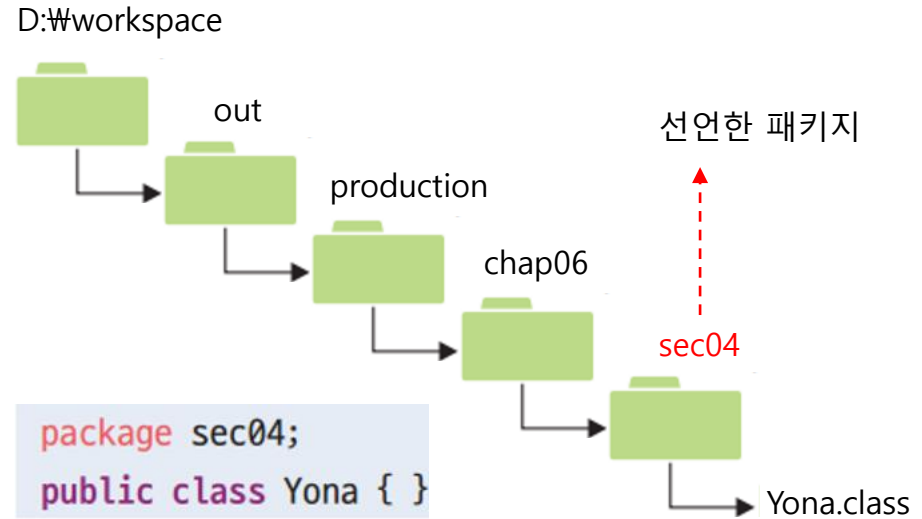 D:₩workspace
out
선언한 패키지
production
chap06
sec04
package sec04;
public class Yona { }
Yona.class